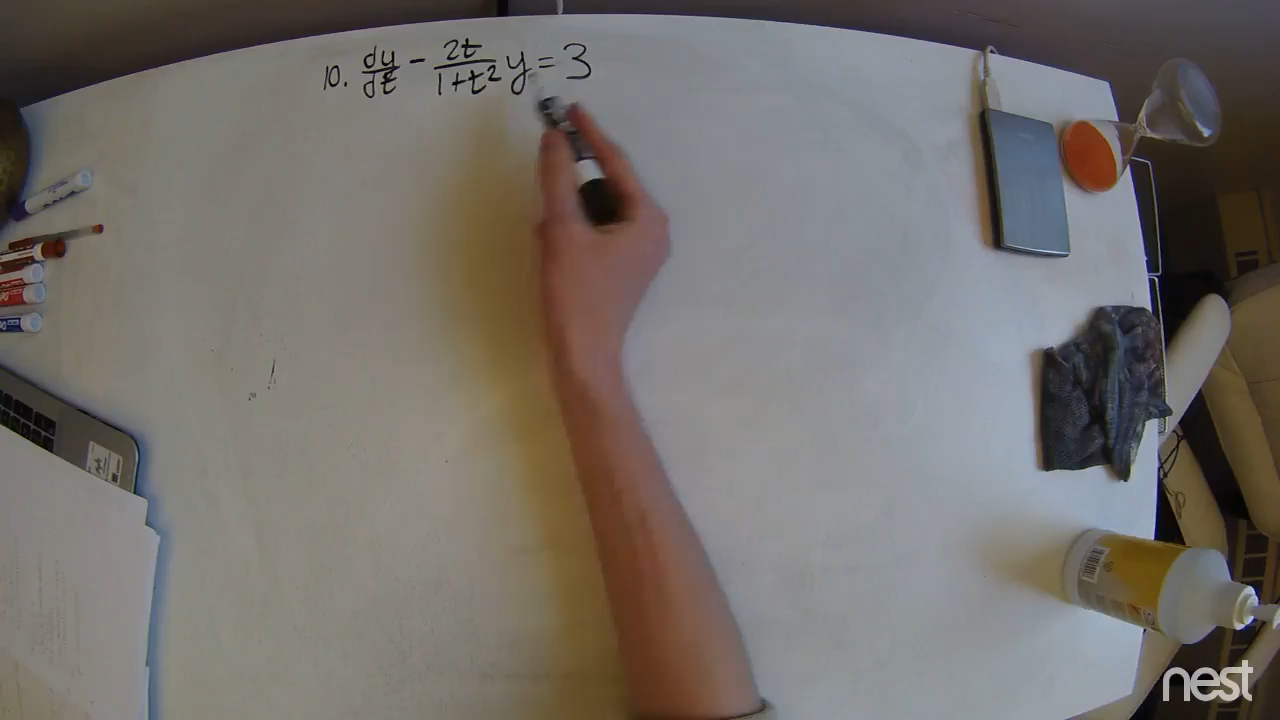 10. dy/dt - 2t/1+t² y = 3
nest